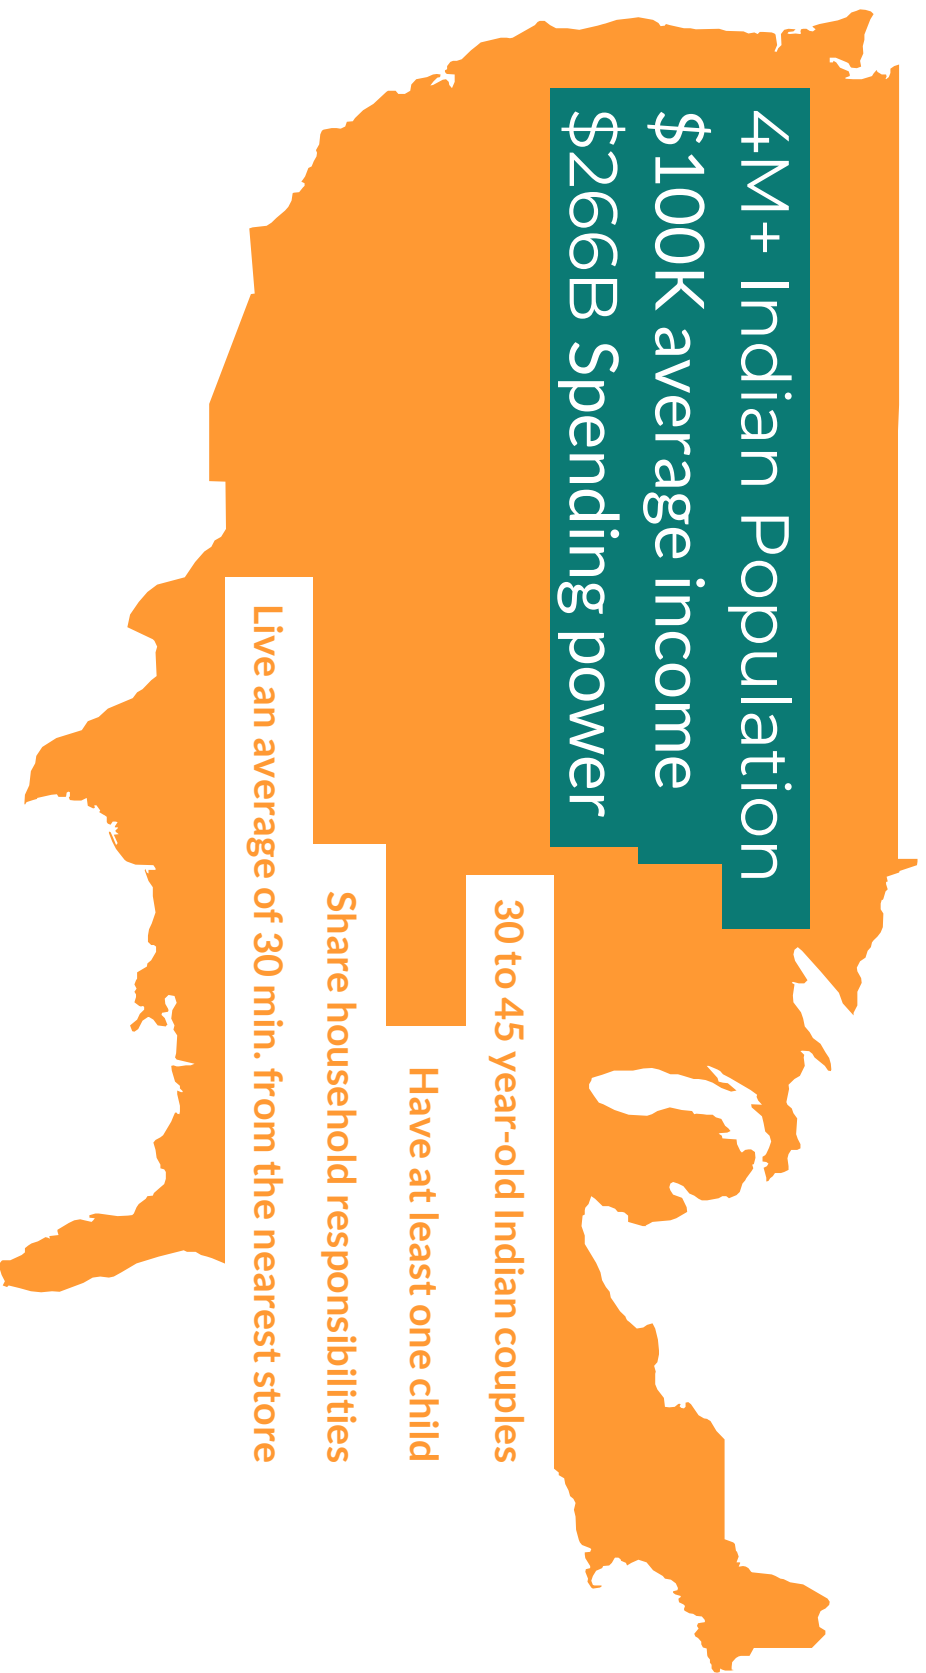 4M+ Indian Population
$100K average income
$266B Spending power
30 to 45 year-old Indian couples
Have at least one child
Share household responsibilities
Live an average of 30 min. from the nearest store